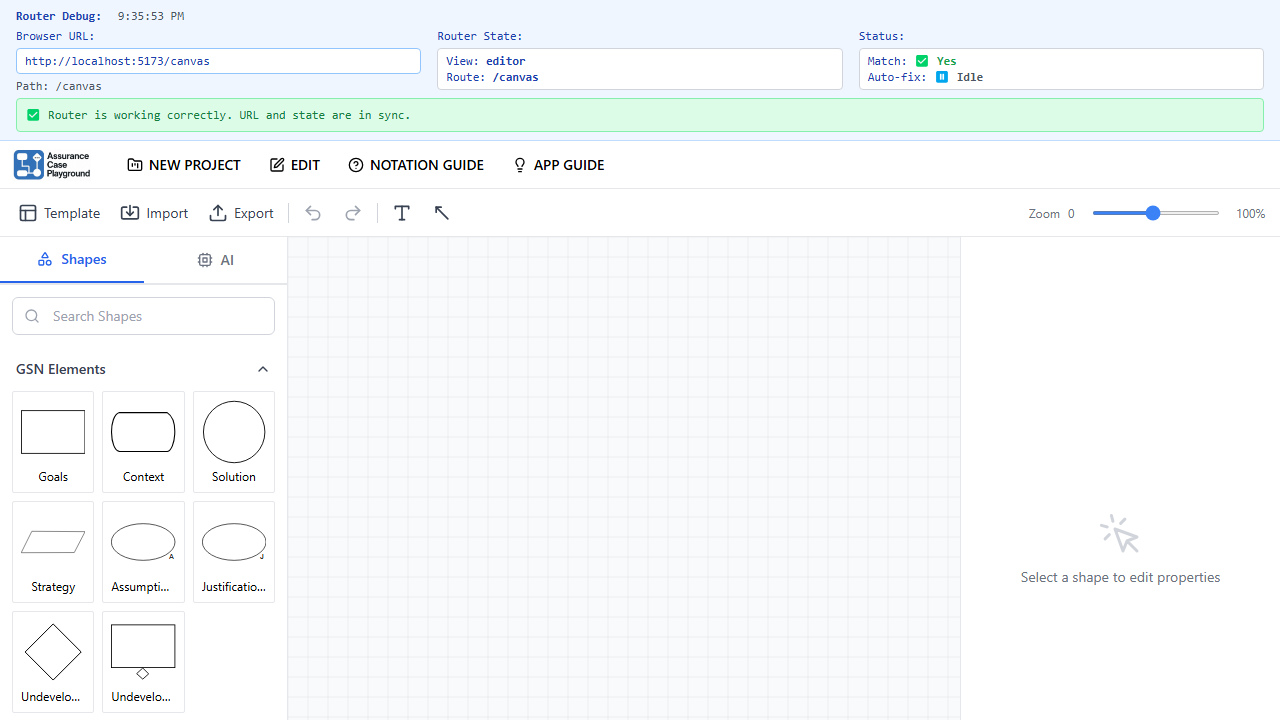 Router Debug: 9:35:53 PM
Browser URL:
http://localhost:5173/canvas
Path: /canvas
Router State:
View: editor
Route: /canvas
Status:
Match: ✅ Yes
Auto-fix: ⏸️ Idle
✅ Router is working correctly. URL and state are in sync.
Assurance
Case
Playground
NEW PROJECT
EDIT
NOTATION GUIDE
APP GUIDE
Template
Import
Export
Zoom 0
100%
Shapes
AI
Search Shapes
GSN Elements
Goals
Context
Solution
Strategy
A
Assumpti...
J
Justificatio...
Undevelo...
Undevelo...
Select a shape to edit properties